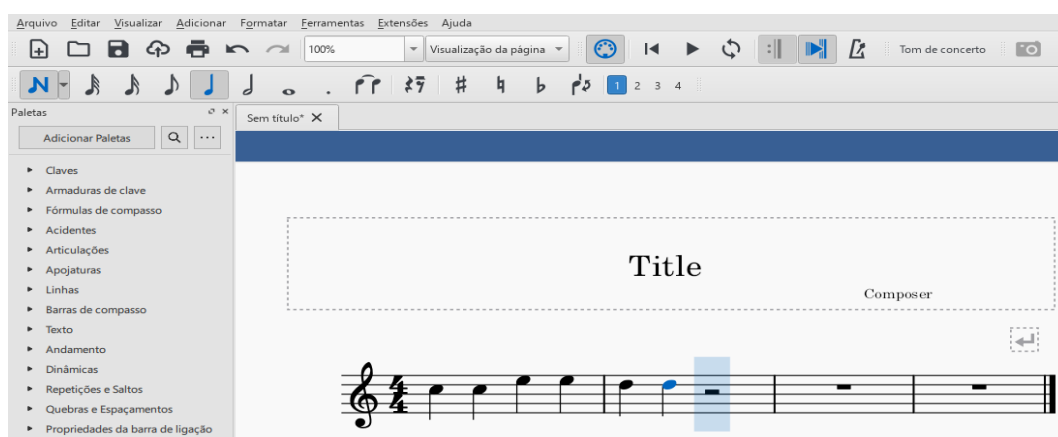 Arquivo Editar Visualizar Adicionar Formatar Ferramentas Extensões Ajuda
100% Visualização da página Tom de concerto
1 2 3 4
Paletas
Sem título*
Adicionar Paletas ...
Claves
Armaduras de clave
Fórmulas de compasso
Acidentes
Articulações
Apojaturas
Linhas
Barras de compasso
Texto
Andamento
Dinâmicas
Repetições e Saltos
Quebras e Espaçamentos
Propriedades da barra de ligação
Title
Composer
4
4